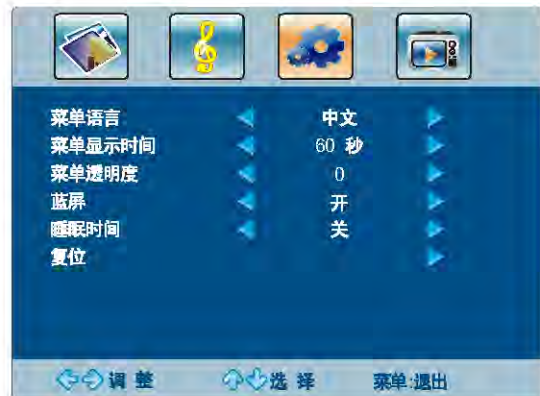 菜单语言 中文
菜单显示时间 60 秒
菜单透明度 0
蓝屏 开
睡眠时间 关
复位
调 整 选 择 菜单:退出